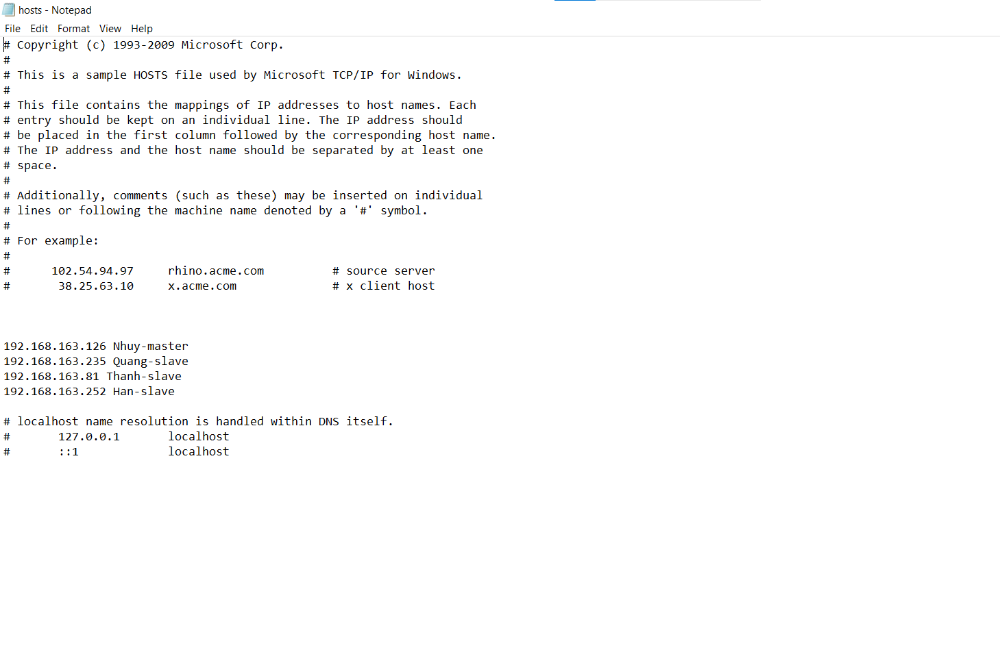 hosts - Notepad
File Edit Format View Help
# Copyright (c) 1993-2009 Microsoft Corp.
#
# This is a sample HOSTS file used by Microsoft TCP/IP for Windows.
#
# This file contains the mappings of IP addresses to host names. Each
# entry should be kept on an individual line. The IP address should
# be placed in the first column followed by the corresponding host name.
# The IP address and the host name should be separated by at least one
# space.
#
# Additionally, comments (such as these) may be inserted on individual
# lines or following the machine name denoted by a '#' symbol.
#
# For example:
#
#      102.54.94.97     rhino.acme.com          # source server
#       38.25.63.10     x.acme.com              # x client host
192.168.163.126 Nhuy-master
192.168.163.235 Quang-slave
192.168.163.81 Thanh-slave
192.168.163.252 Han-slave
# localhost name resolution is handled within DNS itself.
#       127.0.0.1       localhost
#       ::1             localhost